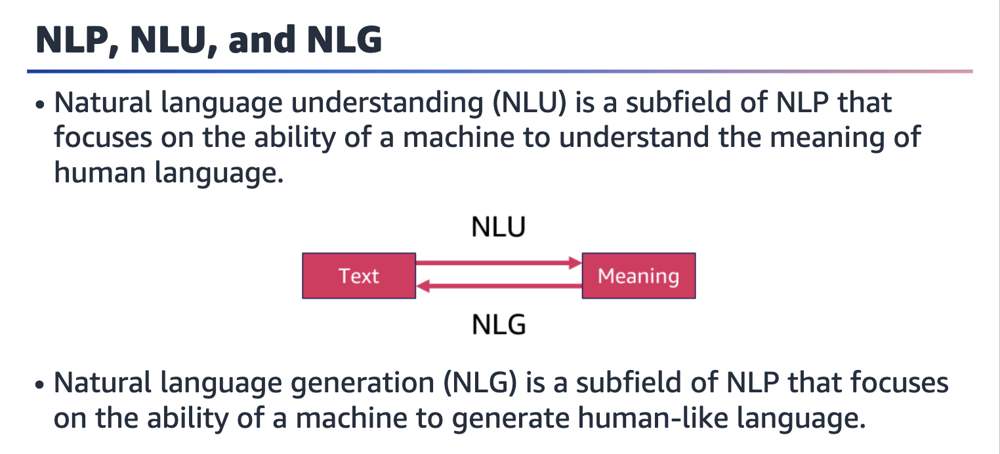 NLP, NLU, and NLG
• Natural language understanding (NLU) is a subfield of NLP that
focuses on the ability of a machine to understand the meaning of
human language.
NLU
Text
Meaning
NLG
• Natural language generation (NLG) is a subfield of NLP that focuses
on the ability of a machine to generate human-like language.